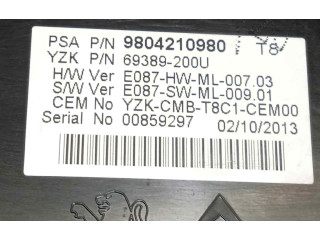 PSA P/N 9804210980 T8
YZK P/N 69389-200U
H/W Ver E087-HW-ML-007.03
S/W Ver E087-SW-ML-009.01
CEM No YZK-CMB-T8C1-CEM00
Serial No 00859297 02/10/2013